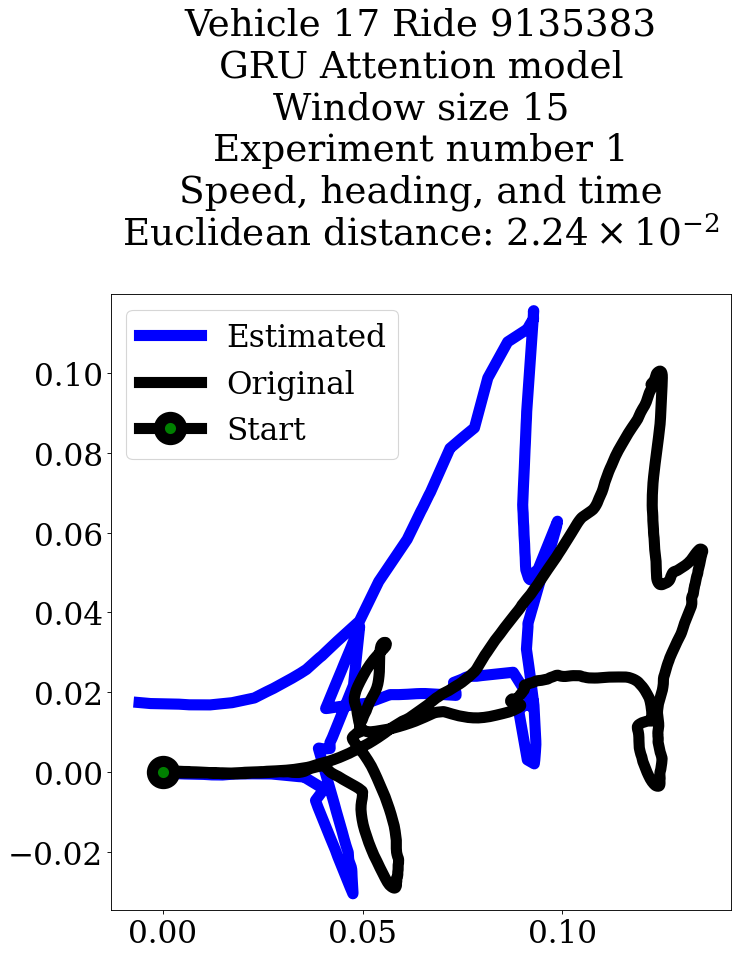 Vehicle 17 Ride 9135383
GRU Attention model
Window size 15
Experiment number 1
Speed, heading, and time
Euclidean distance: 2.24 × 10⁻²
Estimated
Original
Start
0.10
0.08
0.06
0.04
0.02
0.00
−0.02
0.00 0.05 0.10